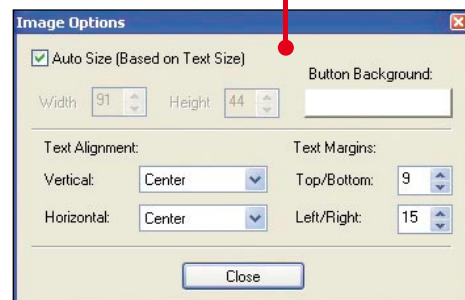 Image Options
Auto Size (Based on Text Size)
Button Background:
Width 91 Height 44
Text Alignment: Text Margins:
Vertical: Center Top/Bottom: 9
Horizontal: Center Left/Right: 15
Close